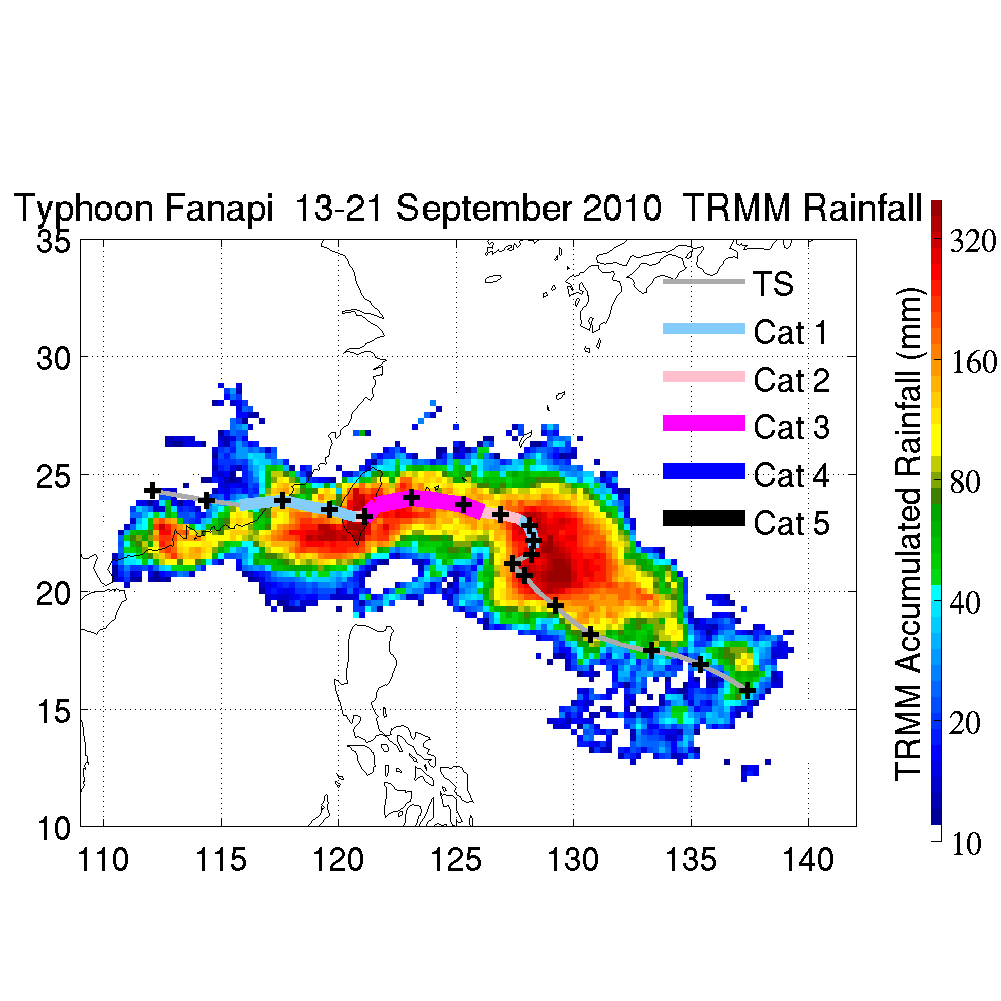 Typhoon Fanapi 13-21 September 2010 TRMM Rainfall
35
30
25
20
15
10
110 115 120 125 130 135 140
TS
Cat 1
Cat 2
Cat 3
Cat 4
Cat 5
TRMM Accumulated Rainfall (mm)
320
160
80
40
20
10